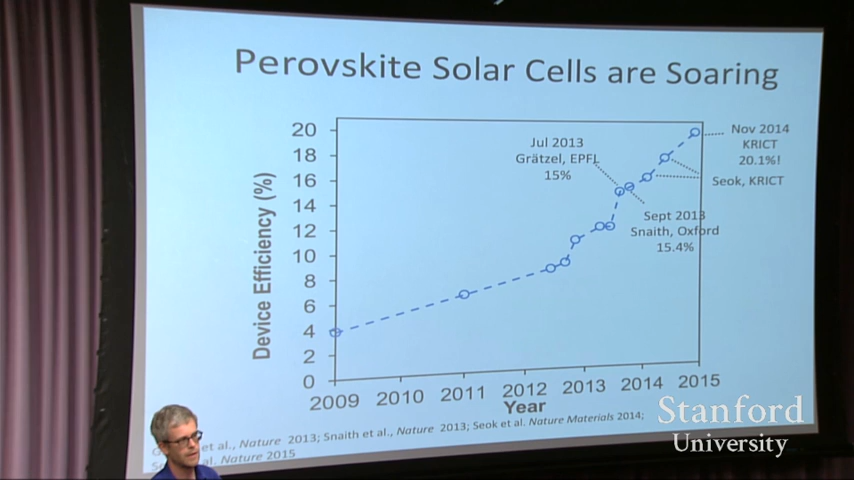 Perovskite Solar Cells are Soaring
Device Efficiency (%)
20
18
16
14
12
10
8
6
4
2
0
2009 2010 2011 2012 2013 2014 2015
Year
Jul 2013
Grätzel, EPFL
15%
Sept 2013
Snaith, Oxford
15.4%
Nov 2014
KRICT
20.1%!
Seok, KRICT
et al., Nature 2013; Snaith et al., Nature 2013; Seok et al. Nature Materials 2014;
al. Nature 2015
Stanford
University